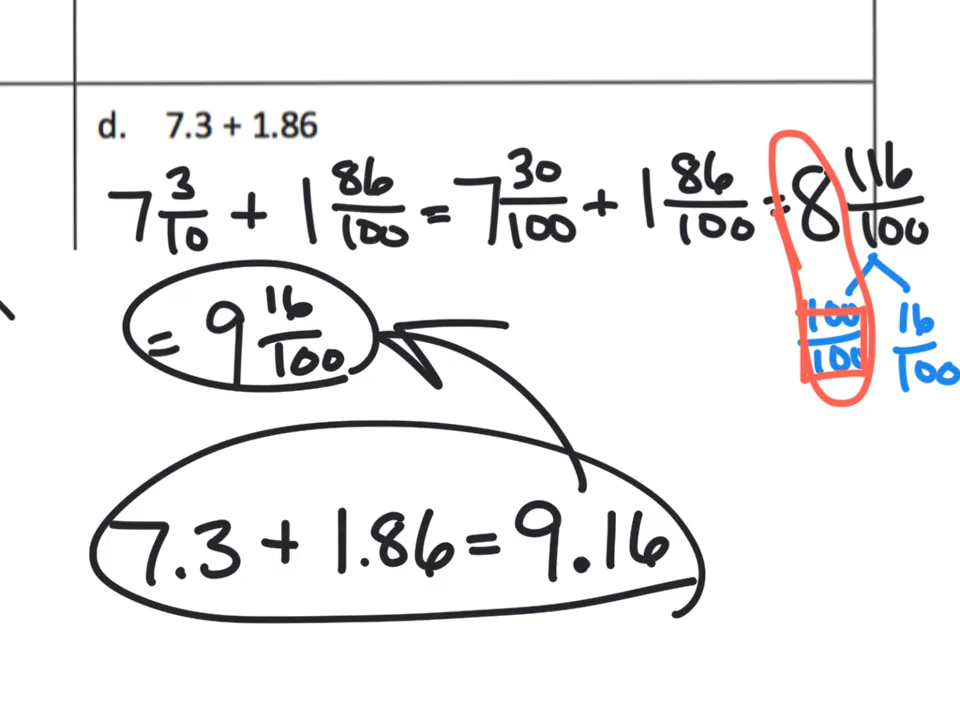 d. 7.3 + 1.86
7 3/10 + 1 86/100 = 7 30/100 + 1 86/100 = 8 116/100
100/100 16/100
= 9 16/100
7.3 + 1.86 = 9.16